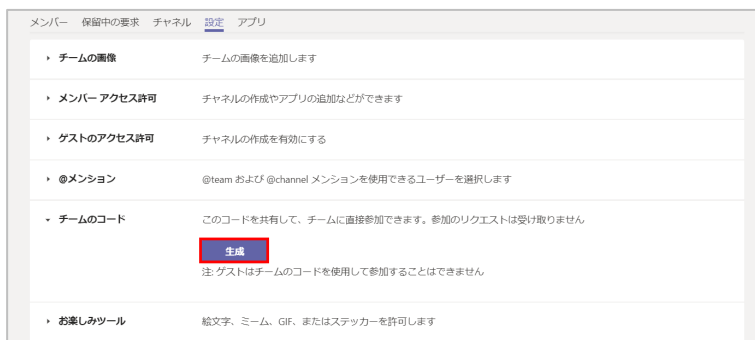 メンバー 保留中の要求 チャネル 設定 アプリ
チームの画像 チームの画像を追加します
メンバー アクセス許可 チャネルの作成やアプリの追加などができます
ゲストのアクセス許可 チャネルの作成を有効にする
@メンション @team および @channel メンションを使用できるユーザーを選択します
チームのコード このコードを共有して、チームに直接参加できます。参加のリクエストは受け取りません
生成
注: ゲストはチームのコードを使用して参加することはできません
お楽しみツール 絵文字、ミーム、GIF、またはステッカーを許可します